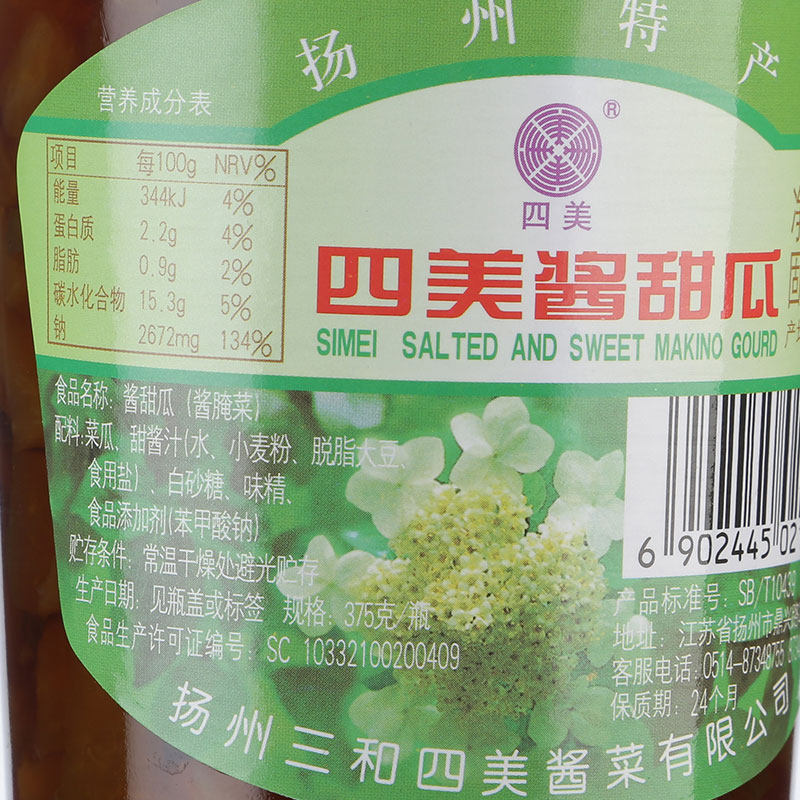 扬州特产
营养成分表
项目 每100g NRV%
能量 344kJ 4%
蛋白质 2.2g 4%
脂肪 0.9g 2%
碳水化合物 15.3g 5%
钠 2672mg 134%
®
四美
四美酱甜瓜
SIMEI SALTED AND SWEET MAKINO GOURD
食品名称: 酱甜瓜 (酱腌菜)
配料:菜瓜、甜酱汁(水、小麦粉、脱脂大豆、
食用盐)、白砂糖、味精、
食品添加剂(苯甲酸钠)
贮存条件: 常温干燥处避光贮存
生产日期: 见瓶盖或标签 规格: 375克/瓶
食品生产许可证编号: SC 10332100200409
6 902445 02
产品标准号: SB/T10439
地址: 江苏省扬州市
客服电话: 0514-87348755
保质期: 24个月
扬州三和四美酱菜有限公司